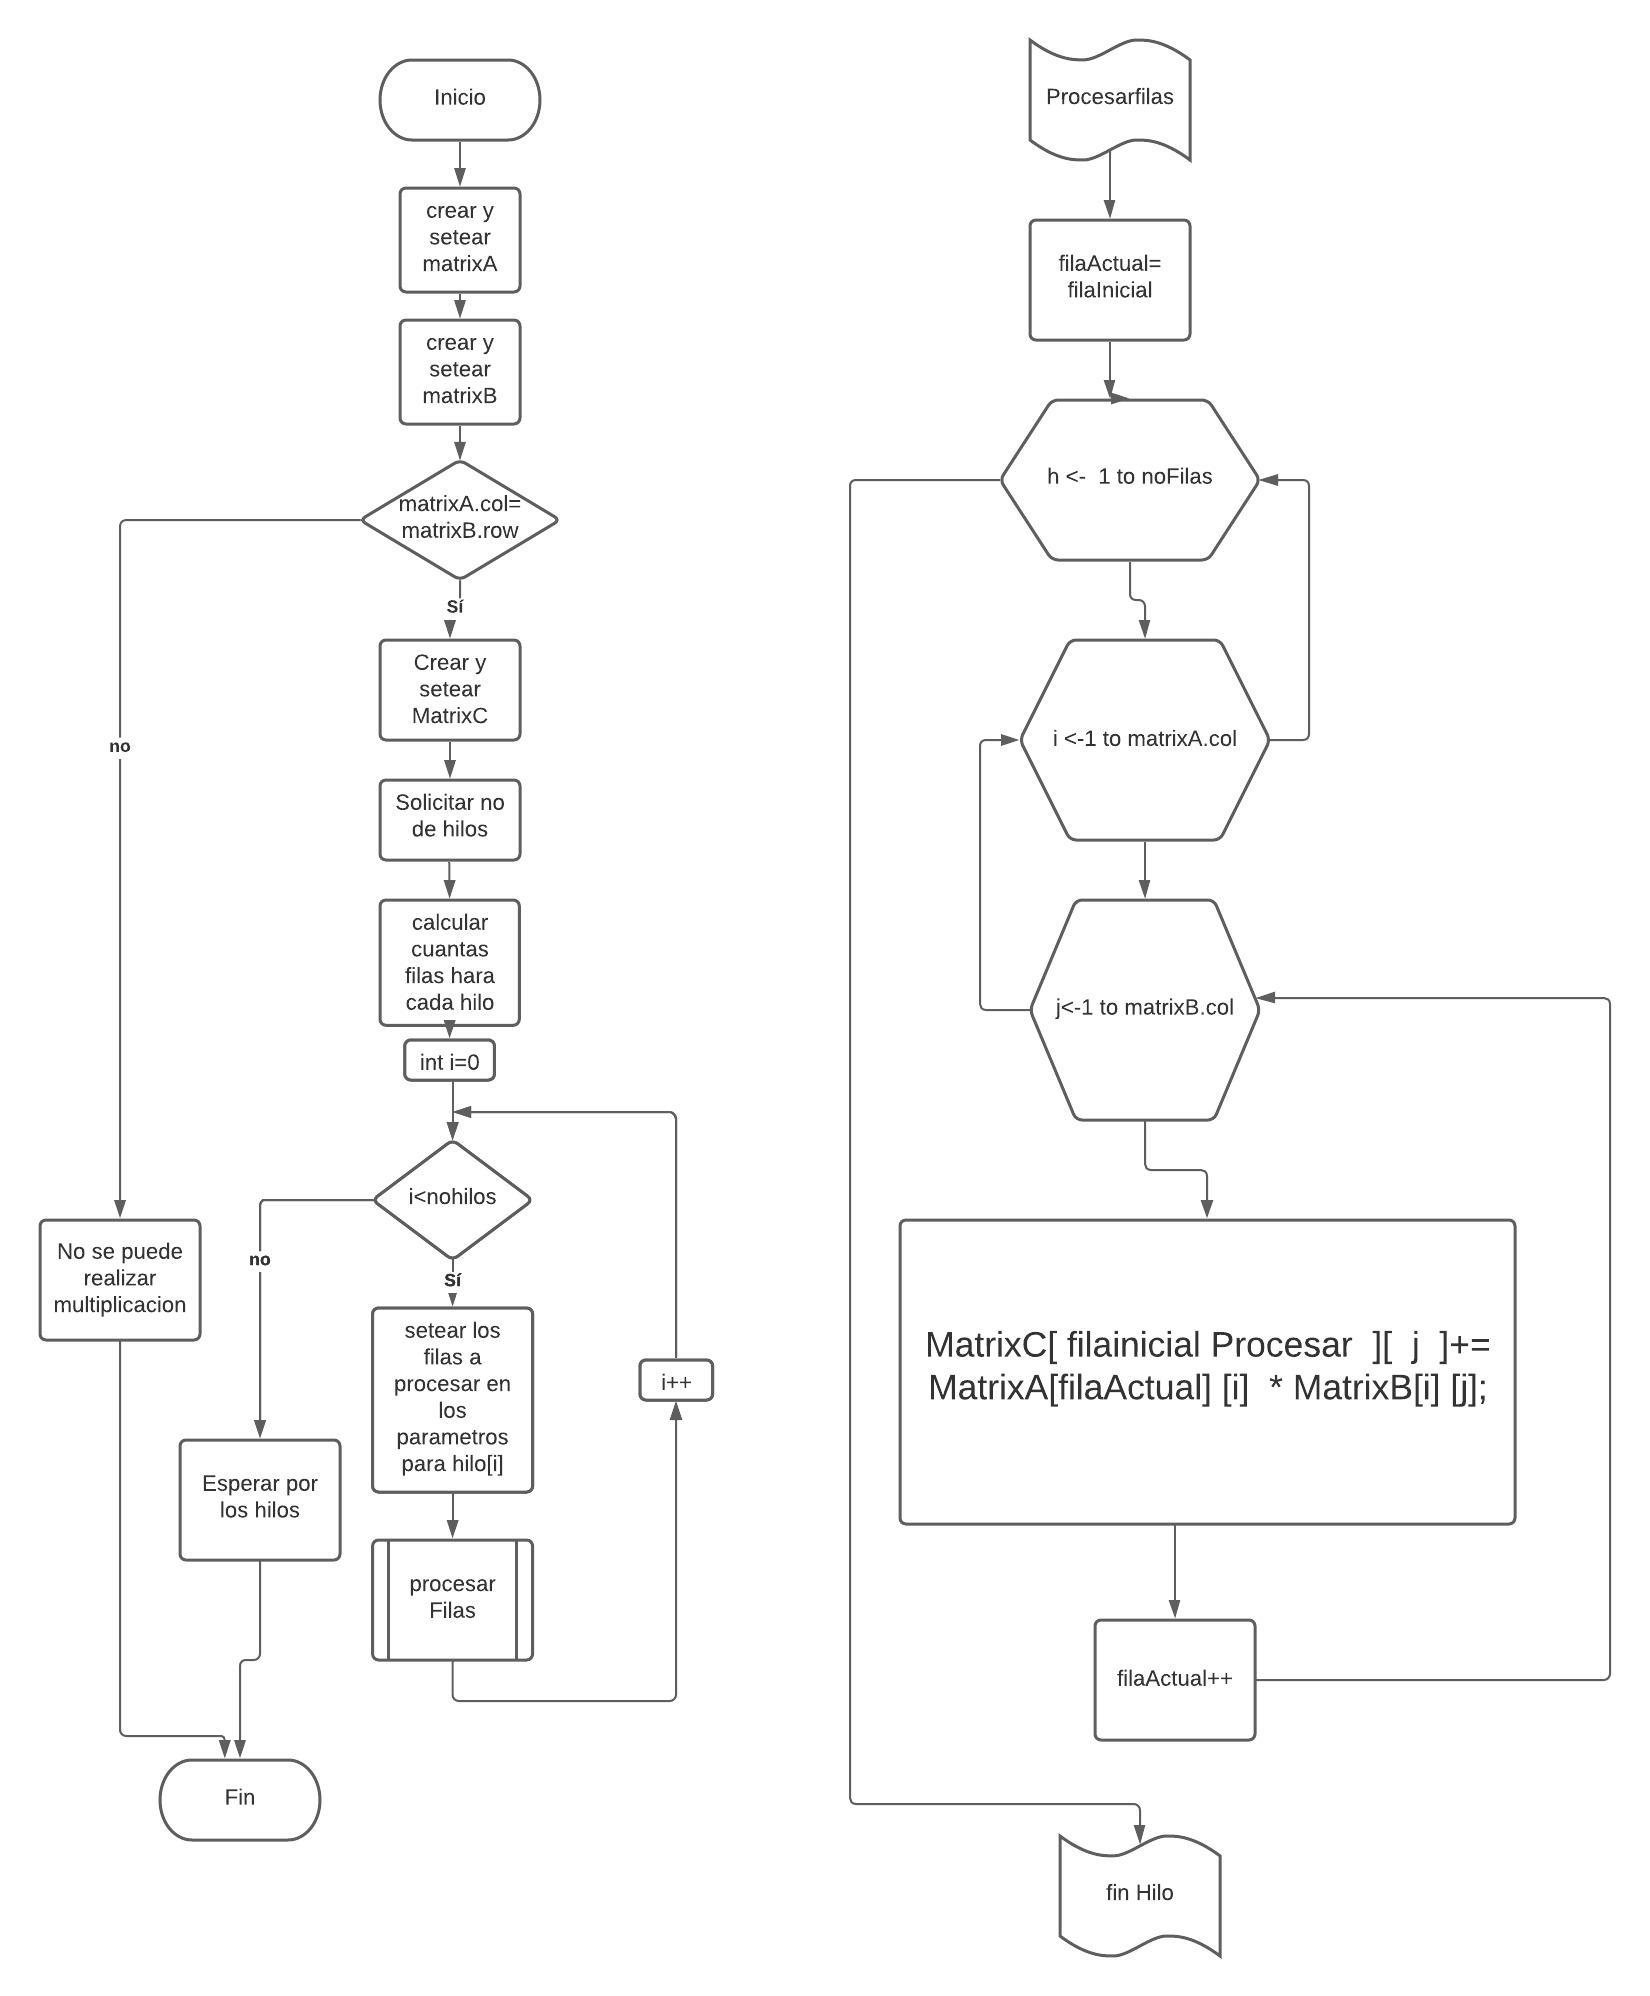 Inicio
crear y
setear
matrixA
crear y
setear
matrixB
matrixA.col=
matrixB.row
Sí
no
Crear y
setear
MatrixC
Solicitar no
de hilos
calcular
cuantas
filas hara
cada hilo
int i=0
i<nohilos
no
Sí
No se puede
realizar
multiplicacion
setear los
filas a
procesar en
los
parametros
para hilo[i]
i++
Esperar por
los hilos
procesar
Filas
Fin
Procesarfilas
filaActual=
filaInicial
h <-  1 to noFilas
i <-1 to matrixA.col
j<-1 to matrixB.col
MatrixC[ filainicial Procesar  ][  j  ]+=
MatrixA[filaActual] [i]  * MatrixB[i] [j];
filaActual++
fin Hilo